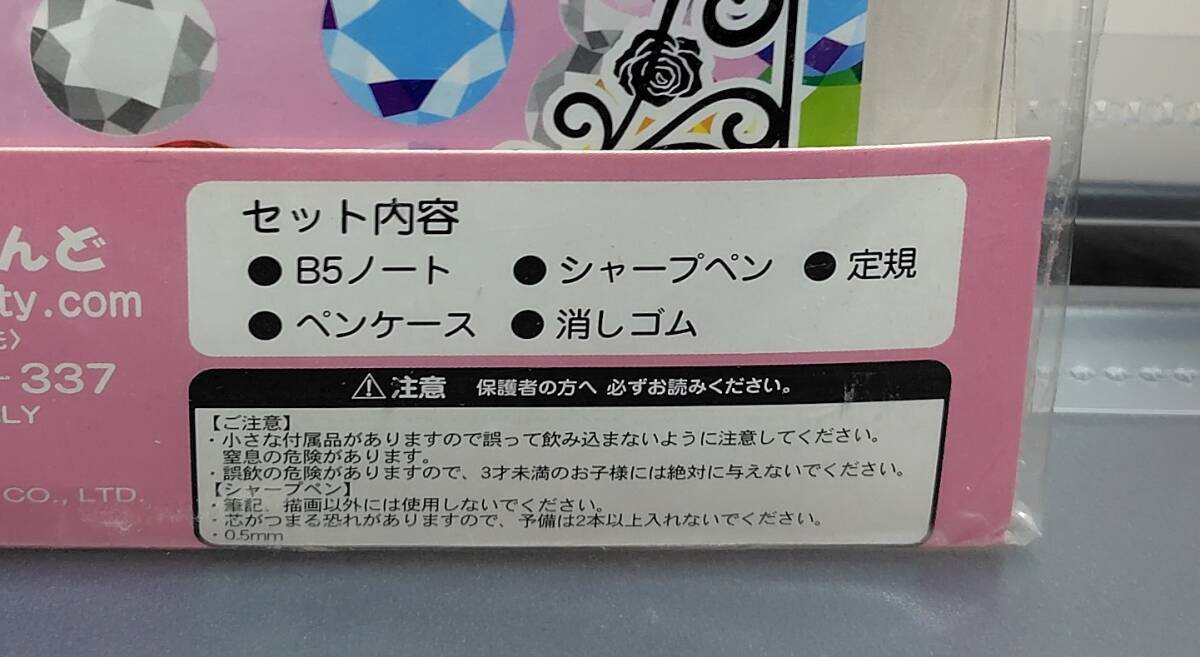 んど
ty.com
337
LY
CO., LTD.
セット内容
● B5ノート ● シャープペン ● 定規
● ペンケース ● 消しゴム
⚠注意 保護者の方へ 必ずお読みください。
【ご注意】
・小さな付属品がありますので誤って飲み込まないように注意してください。
窒息の危険があります。
・誤飲の危険がありますので、3才未満のお子様には絶対に与えないでください。
【シャープペン】
・筆記、描画以外には使用しないでください。
・芯がつまる恐れがありますので、予備は2本以上入れないでください。
・0.5mm